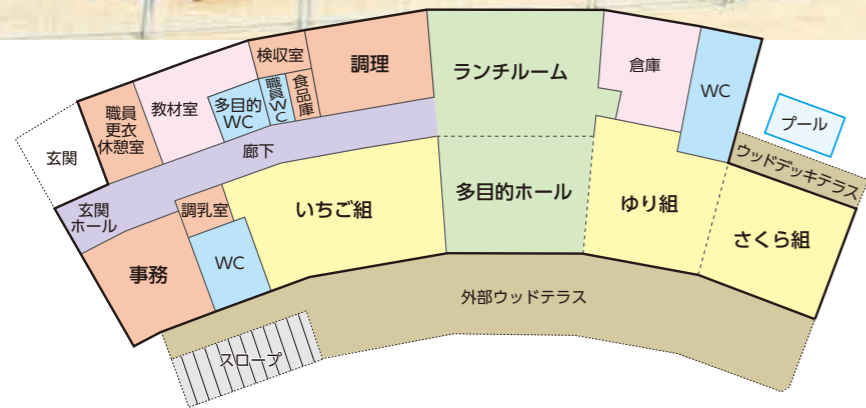 検収室
調理
ランチルーム
倉庫
WC
プール
職員
更衣
休憩室
教材室
多目的
WC
職員WC
食品庫
玄関
廊下
ウッドデッキテラス
玄関
ホール
調乳室
いちご組
多目的ホール
ゆり組
さくら組
事務
WC
外部ウッドテラス
スロープ